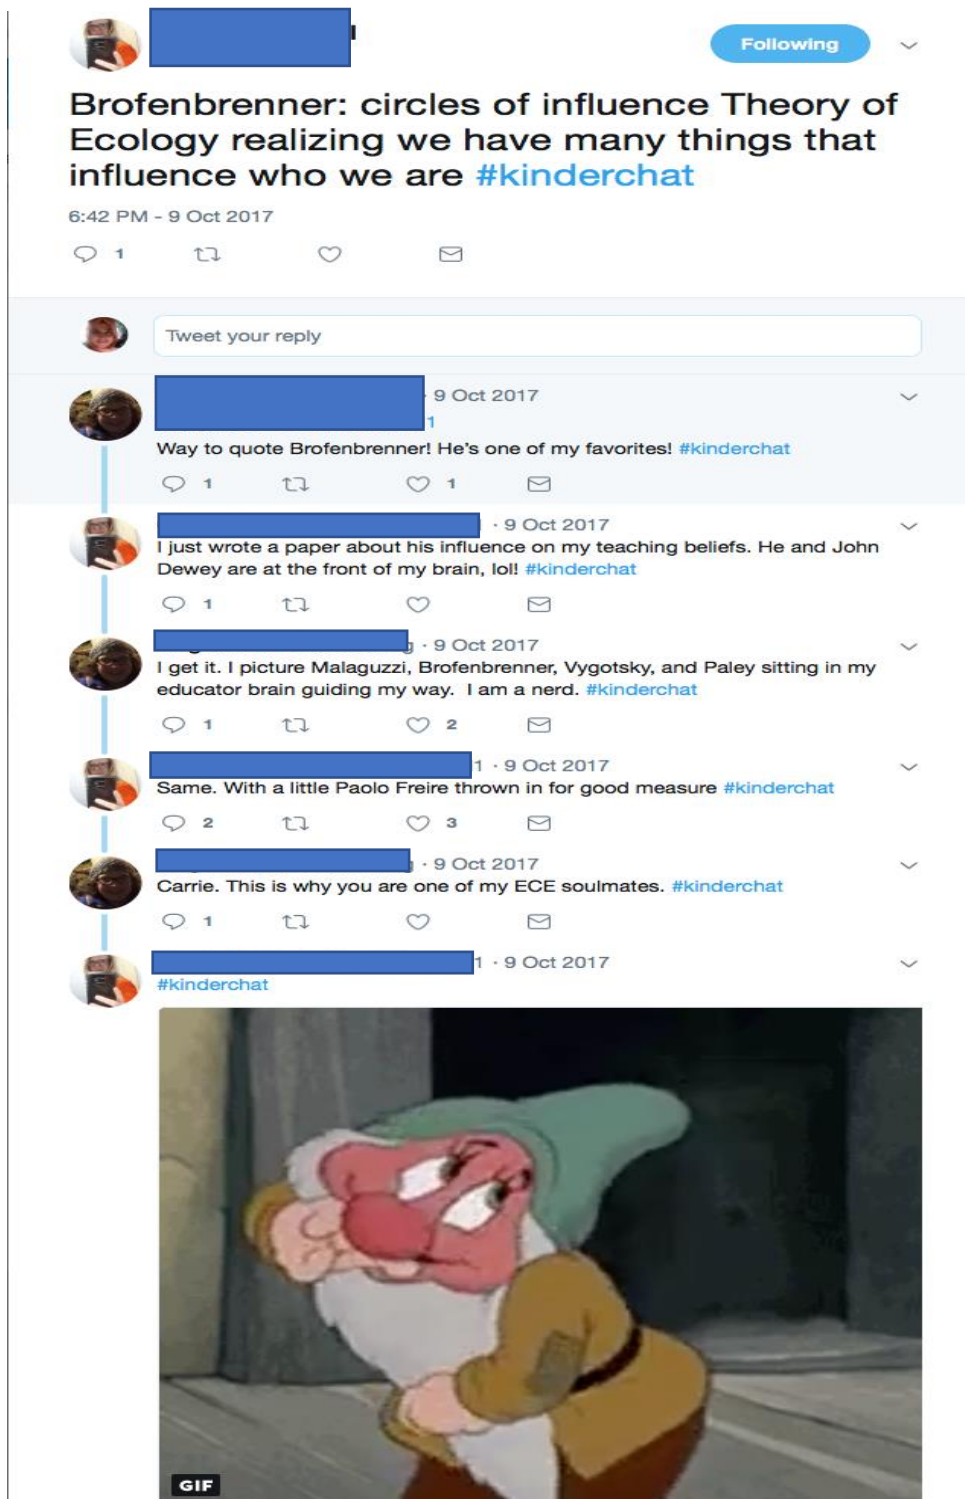 Following
Brofenbrenner: circles of influence Theory of
Ecology realizing we have many things that
influence who we are #kinderchat
6:42 PM - 9 Oct 2017
1
Tweet your reply
· 9 Oct 2017
1
Way to quote Brofenbrenner! He's one of my favorites! #kinderchat
1 1
· 9 Oct 2017
I just wrote a paper about his influence on my teaching beliefs. He and John
Dewey are at the front of my brain, lol! #kinderchat
1
· 9 Oct 2017
I get it. I picture Malaguzzi, Brofenbrenner, Vygotsky, and Paley sitting in my
educator brain guiding my way. I am a nerd. #kinderchat
1 2
1 · 9 Oct 2017
Same. With a little Paolo Freire thrown in for good measure #kinderchat
2 3
· 9 Oct 2017
Carrie. This is why you are one of my ECE soulmates. #kinderchat
1
1 · 9 Oct 2017
#kinderchat
GIF